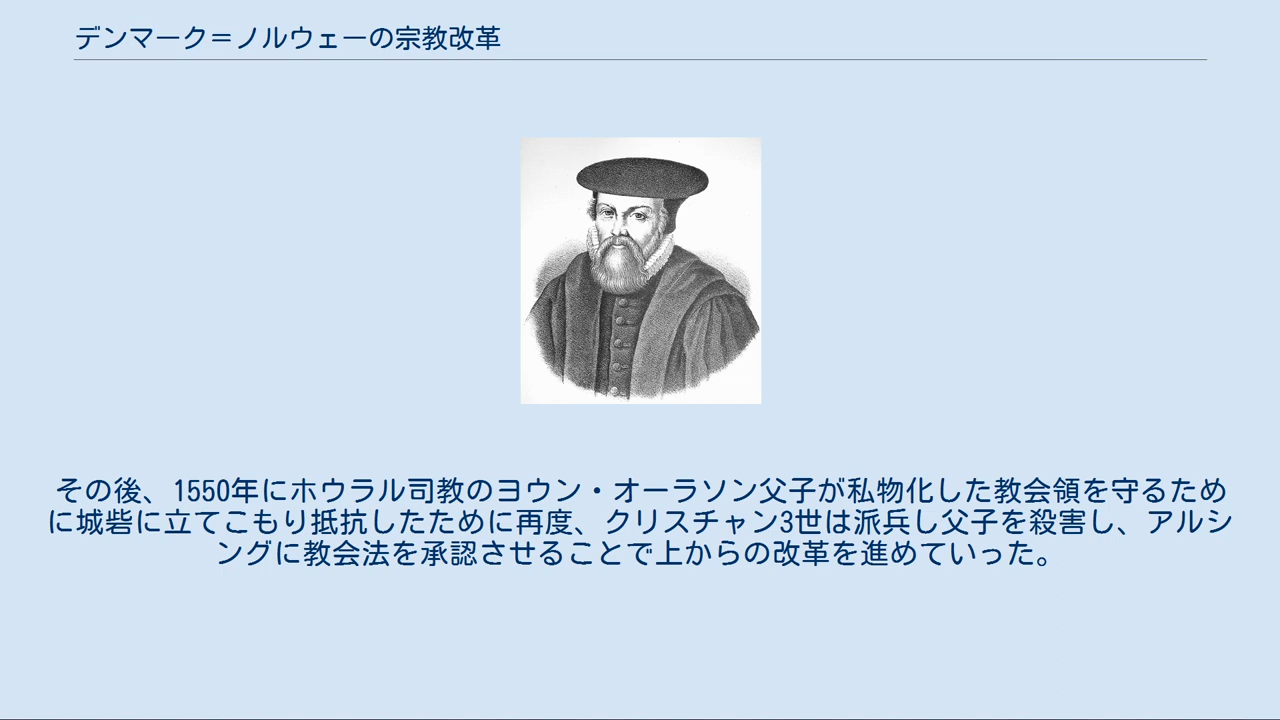 デンマーク＝ノルウェーの宗教改革
その後、1550年にホウラル司教のヨウン・オーラソン父子が私物化した教会領を守るため
に城砦に立てこもり抵抗したために再度、クリスチャン3世は派兵し父子を殺害し、アルシ
ングに教会法を承認させることで上からの改革を進めていった。